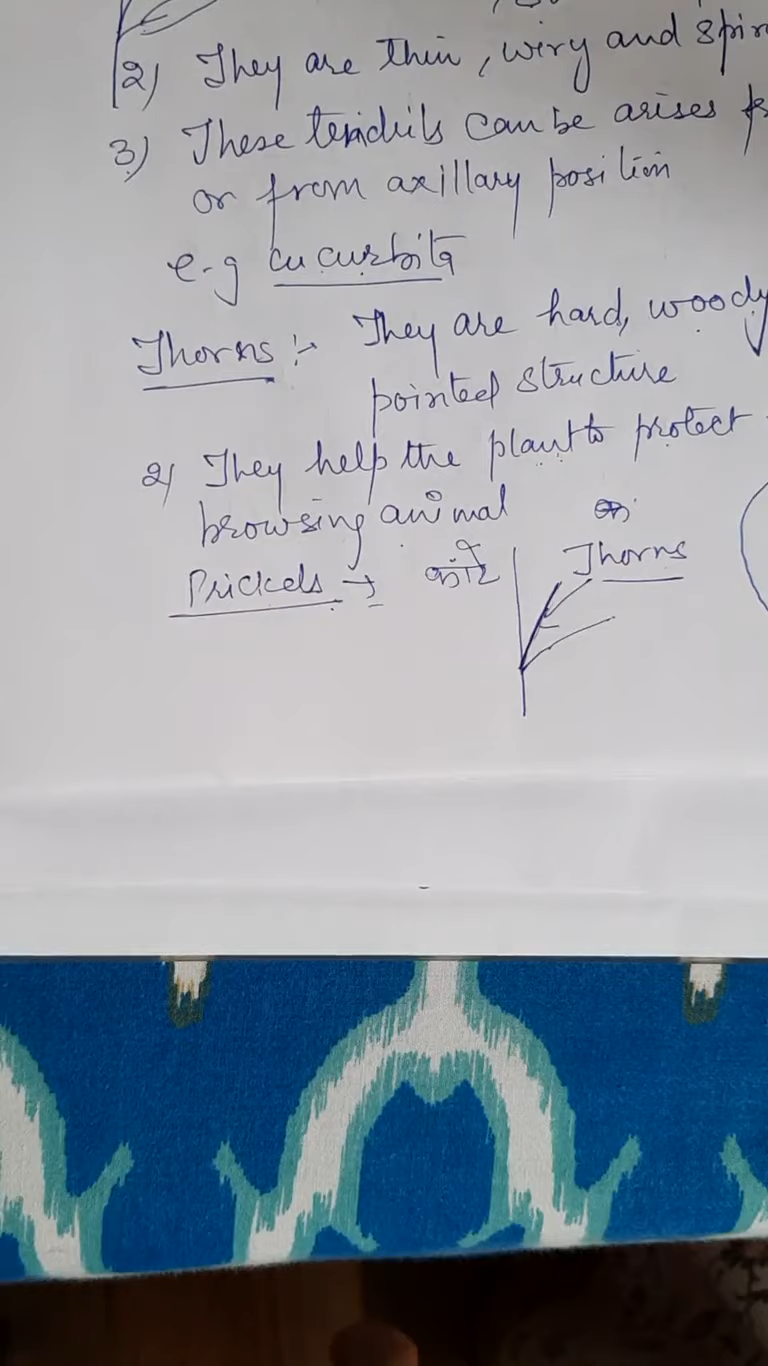 2) They are thin, wiry and
3) These tendrils can be arises
or from axillary position
e.g cucurbita
Thorns :- They are hard, woody
pointed structure
2) They help the plant to protect
browsing animal
Prickels → कांटे
Thorns